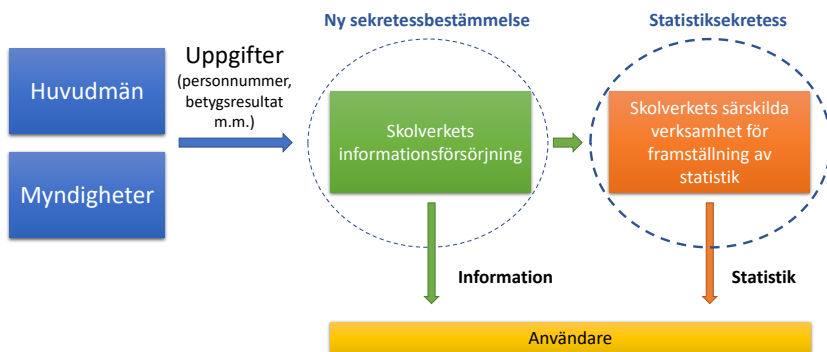 Ny sekretessbestämmelse
Statistiksekretess
Huvudmän
Myndigheter
Uppgifter
(personnummer,
betygsresultat
m.m.)
Skolverkets
informationsförsörjning
Skolverkets särskilda
verksamhet för
framställning av
statistik
Information
Statistik
Användare